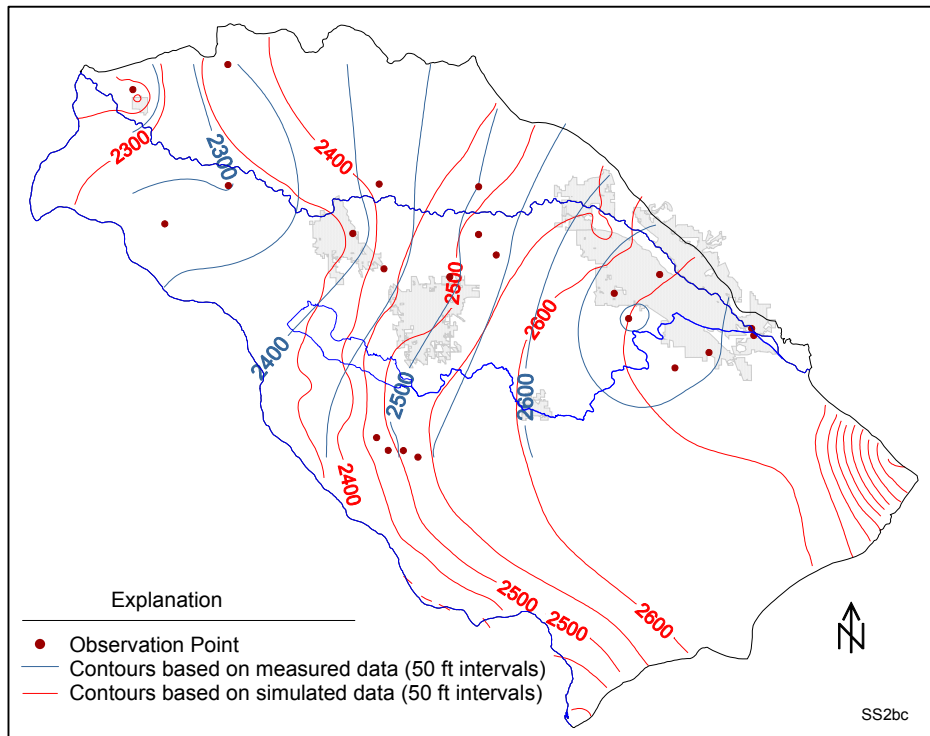 2300
2300
2400
2500
2600
2400
2500
2600
2400
2500
2500
2600
Explanation
Observation Point
Contours based on measured data (50 ft intervals)
Contours based on simulated data (50 ft intervals)
N
SS2bc